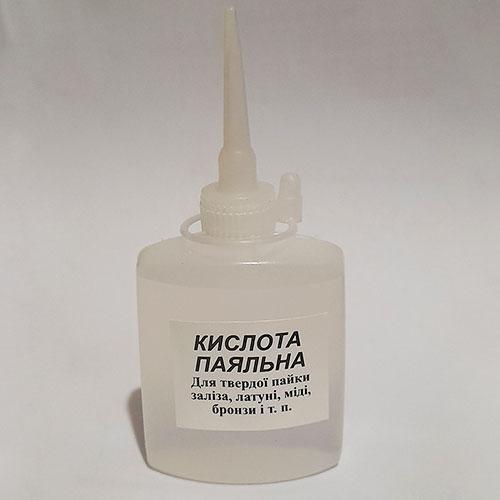 КИСЛОТА
ПАЯЛЬНА
Для твердої пайки
заліза, латуні, міді,
бронзи і т. п.